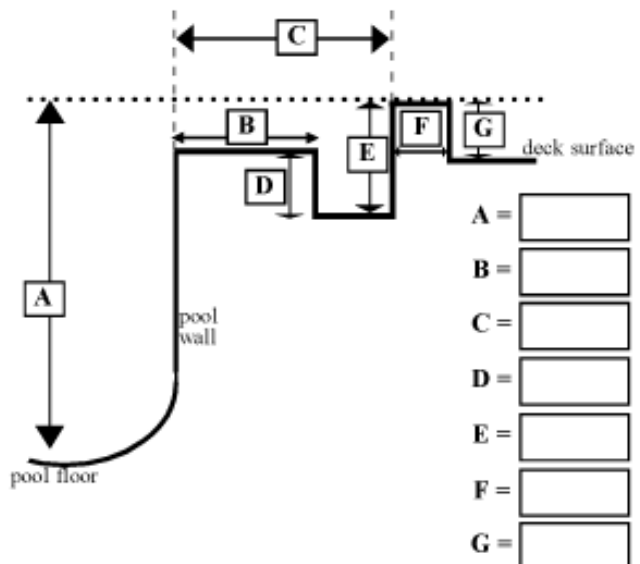 C
B
F
G
E
deck surface
D
A
pool
wall
pool floor
A =
B =
C =
D =
E =
F =
G =